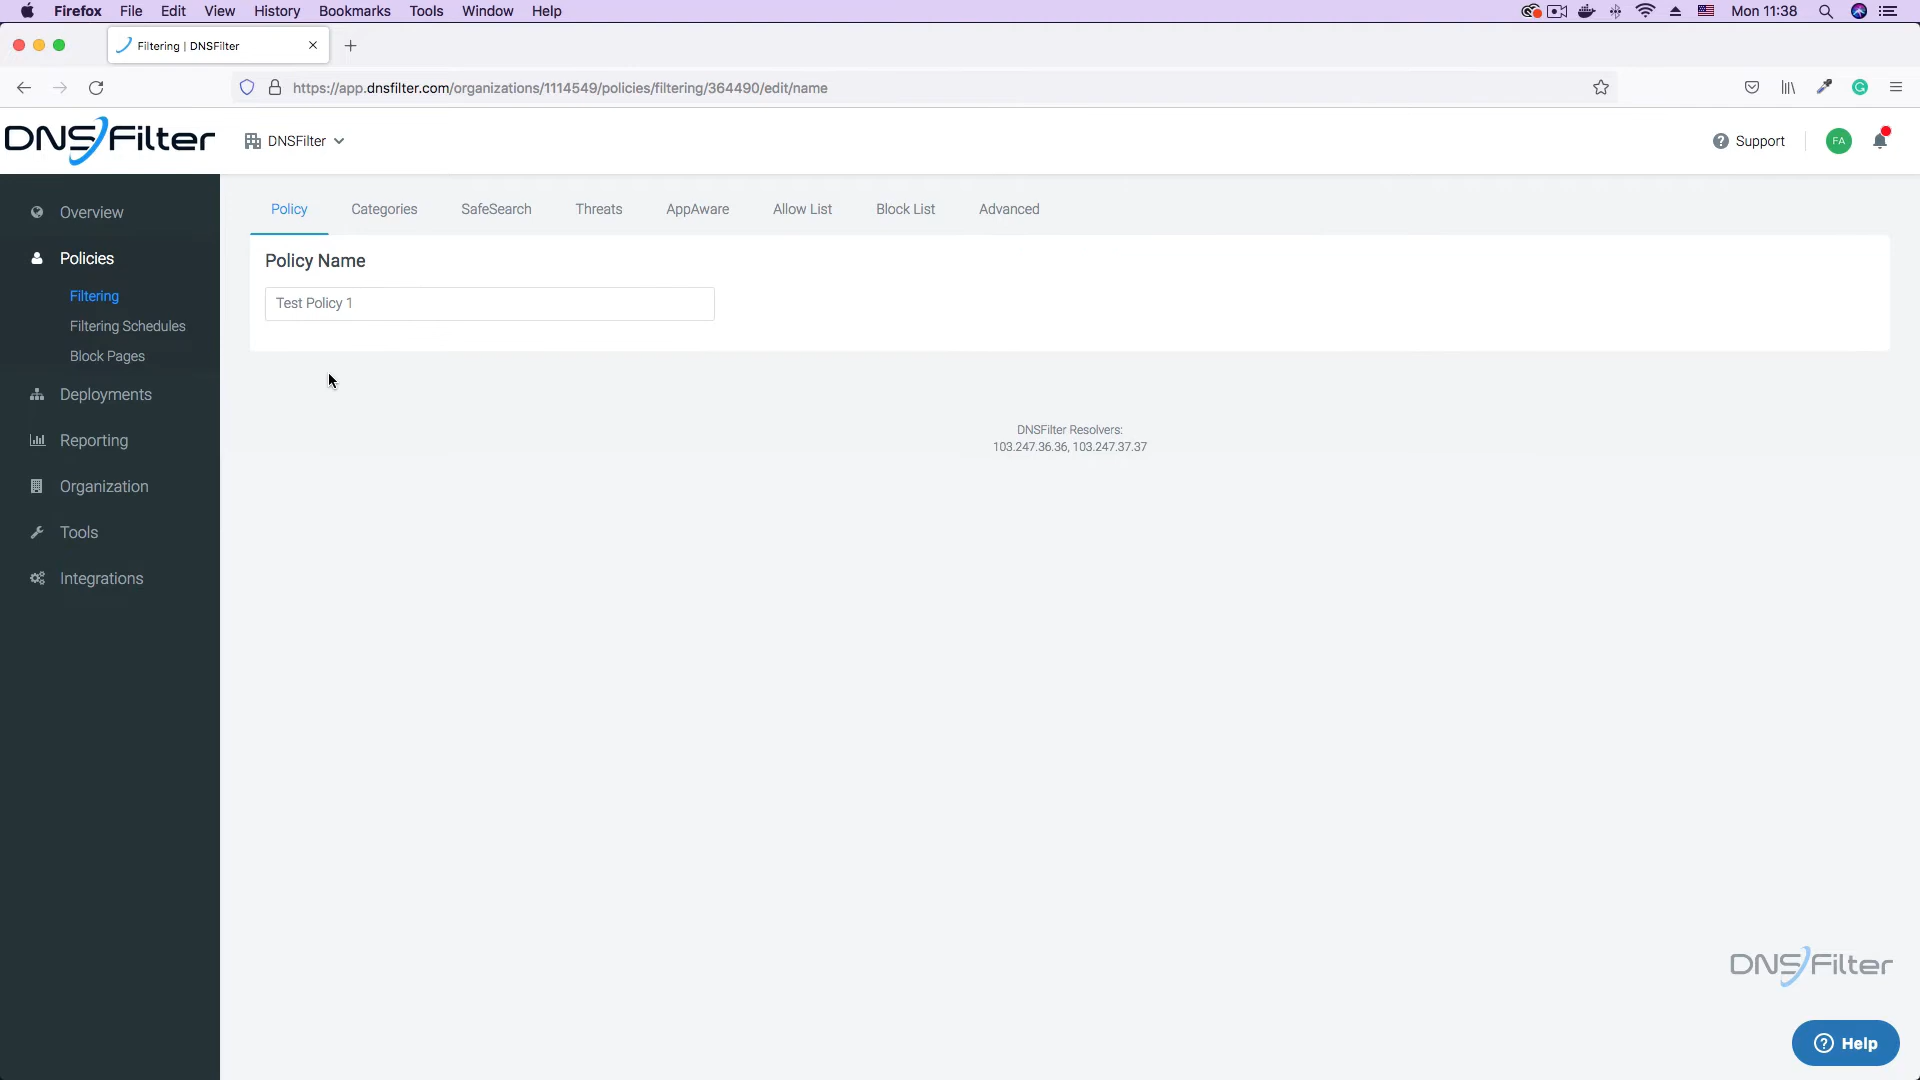 Firefox File Edit View History Bookmarks Tools Window Help Mon 11:38
Filtering | DNSFilter
https://app.dnsfilter.com/organizations/1114549/policies/filtering/364490/edit/name
DNSFilter DNSFilter Support FA
Overview
Policies
Filtering
Filtering Schedules
Block Pages
Deployments
Reporting
Organization
Tools
Integrations
Policy Categories SafeSearch Threats AppAware Allow List Block List Advanced
Policy Name
Test Policy 1
DNSFilter Resolvers:
103.247.36.36, 103.247.37.37
DNSFilter
Help